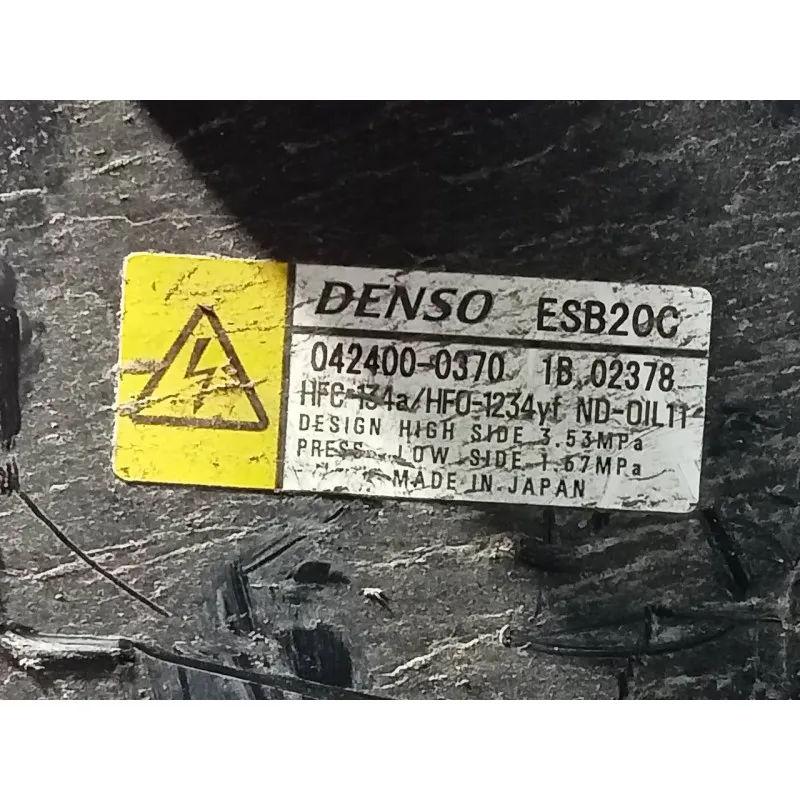 DENSO ESB20C
042400-0370 1B 02378
HFC-134a/HFO-1234yf ND-OIL11
DESIGN HIGH SIDE 3.53MPa
PRESS. LOW SIDE 1.67MPa
MADE IN JAPAN